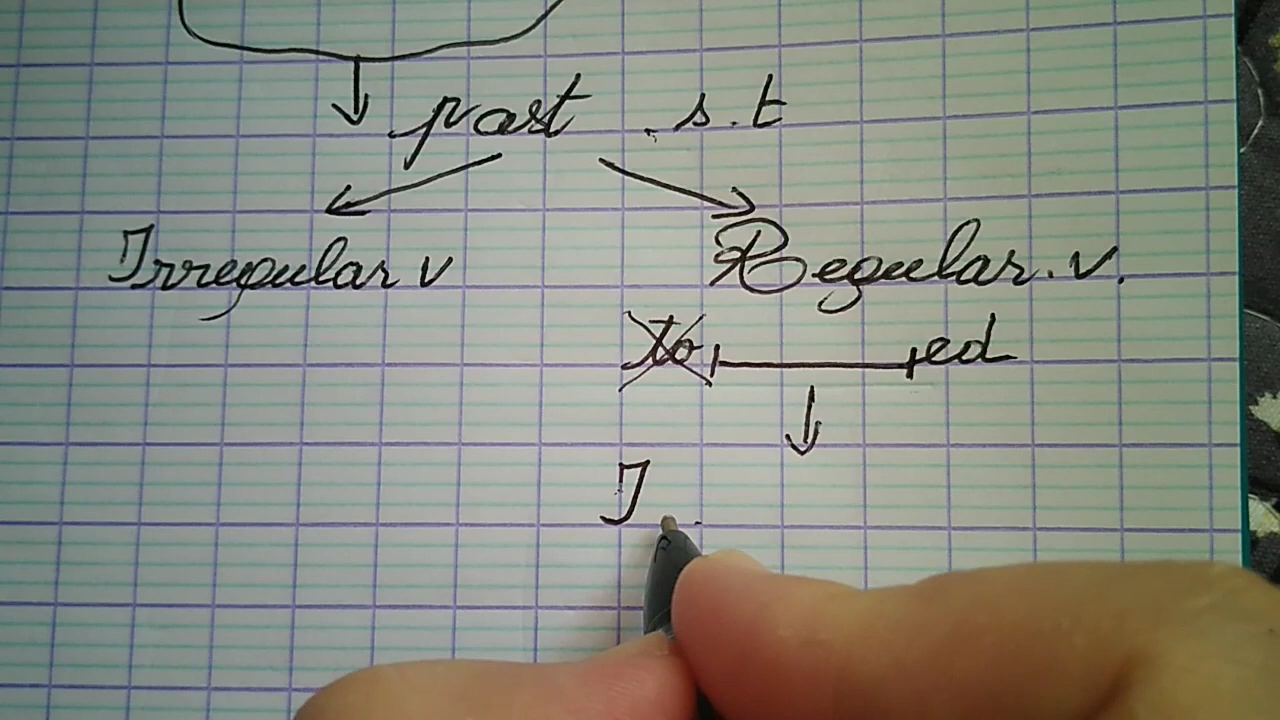 past .s.t
Irregular v
Regular.v.
to ed
I